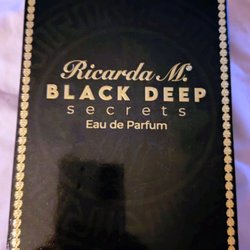 Ricarda M.®
BLACK DEEP
secrets
Eau de Parfum